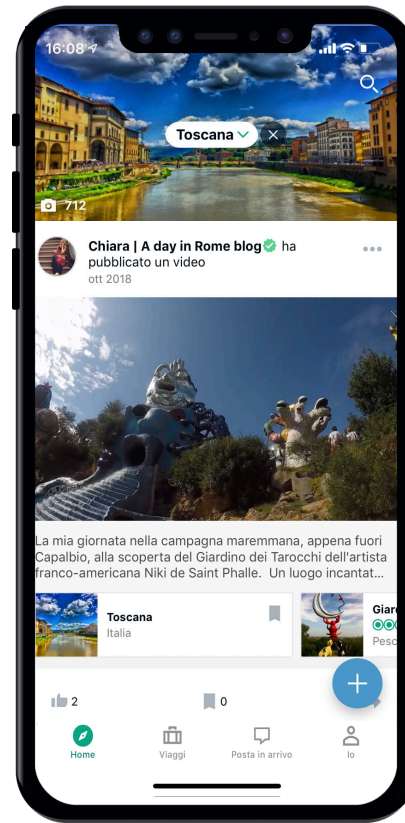 16:08
Toscana
712
Chiara | A day in Rome blog ha
pubblicato un video
ott 2018
La mia giornata nella campagna maremmana, appena fuori
Capalbio, alla scoperta del Giardino dei Tarocchi dell'artista
franco-americana Niki de Saint Phalle. Un luogo incantat...
Toscana
Italia
Giar
Pesc
2
0
Home
Viaggi
Posta in arrivo
Io